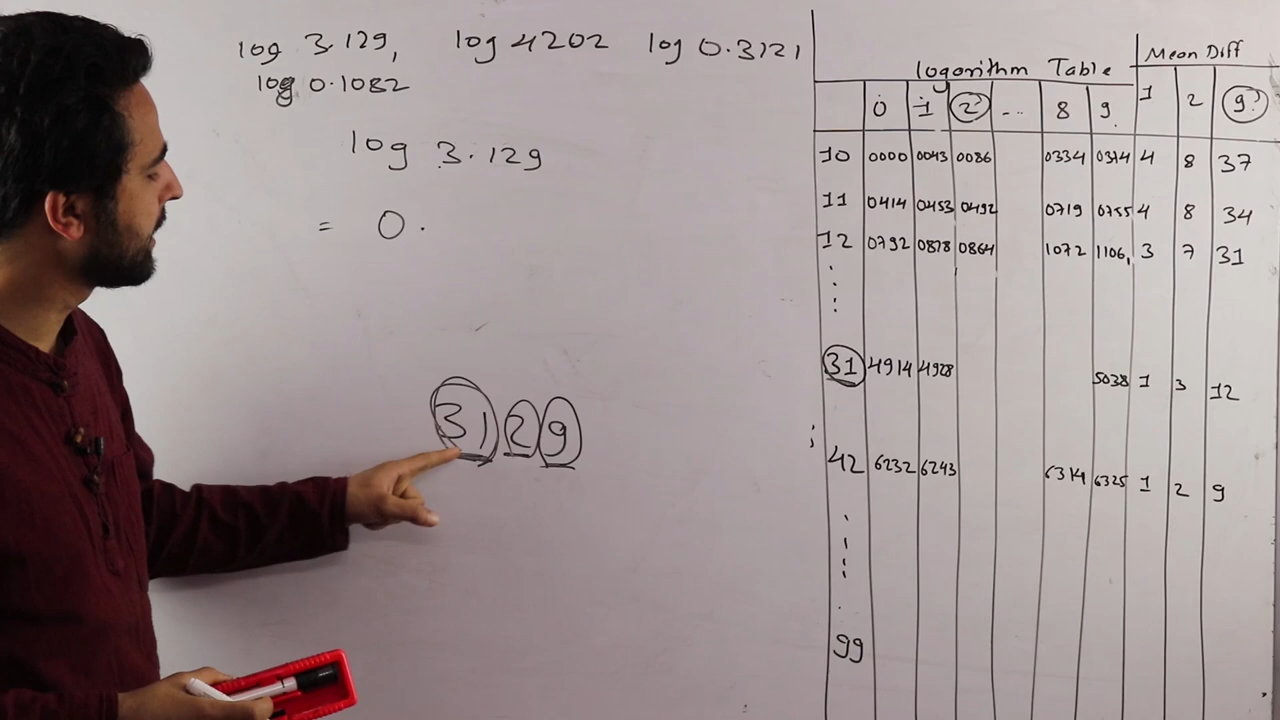 log 3.129, log 4202 log 0.3121
log 0.1082
log 3.129
= 0.
31 2 9
Logorithm Table Mean Diff
0 1 2 ... 8 9 1 2 9
10 0000 0043 0086 0334 0374 4 8 37
11 0414 0453 0492 0719 0755 4 8 34
12 0792 0828 0864 1072 1106 3 7 31
31 4914 4928 5038 1 3 12
42 6232 6243 6314 6325 1 2 9
99